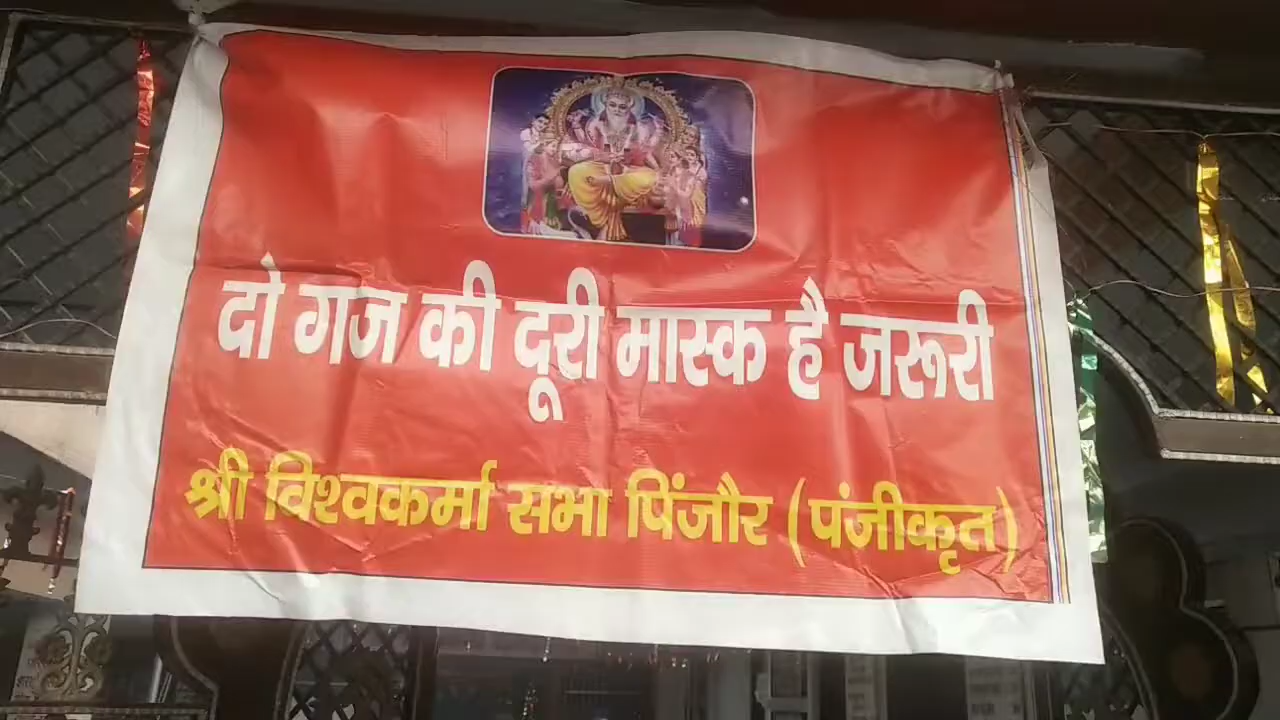 दो गज की दूरी मास्क है जरूरी
श्री विश्वकर्मा सभा पिंजौर (पंजीकृत)